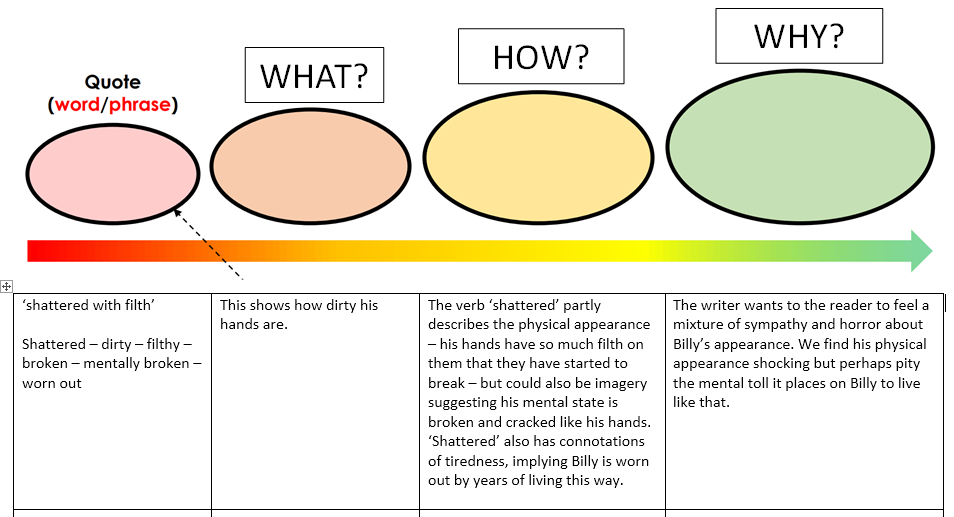 WHY?
HOW?
WHAT?
Quote
(word/phrase)
‘shattered with filth’
Shattered – dirty – filthy –
broken – mentally broken –
worn out
This shows how dirty his
hands are.
The verb ‘shattered’ partly
describes the physical appearance
– his hands have so much filth on
them that they have started to
break – but could also be imagery
suggesting his mental state is
broken and cracked like his hands.
‘Shattered’ also has connotations
of tiredness, implying Billy is worn
out by years of living this way.
The writer wants to the reader to feel a
mixture of sympathy and horror about
Billy’s appearance. We find his physical
appearance shocking but perhaps pity
the mental toll it places on Billy to live
like that.